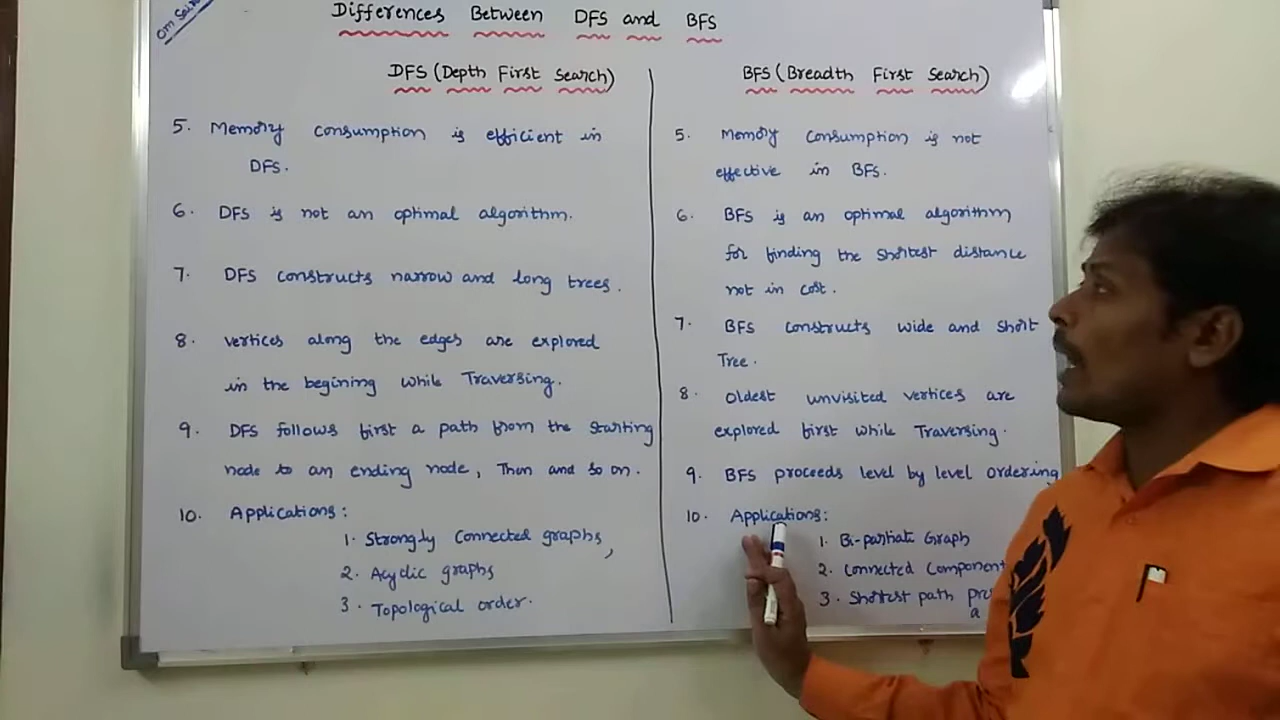 Differences Between DFS and BFS
DFS (Depth First Search)
5. Memory consumption is efficient in
DFS.
6. DFS is not an optimal algorithm.
7. DFS constructs narrow and long trees.
8. vertices along the edges are explored
in the begining while Traversing.
9. DFS follows first a path from the starting
node to an ending node, Then and so on.
10. Applications:
1. Strongly connected graphs,
2. Acyclic graphs
3. Topological order.
BFS (Breadth First Search)
5. Memory consumption is not
effective in BFS.
6. BFS is an optimal algorithm
for finding the shortest distance
not in cost.
7. BFS constructs wide and short
Tree.
8. oldest unvisited vertices are
explored first while Traversing.
9. BFS proceeds level by level ordering
10. Applications:
1. Bi-partiate Graph
2. Connected Component
3. Shortest path